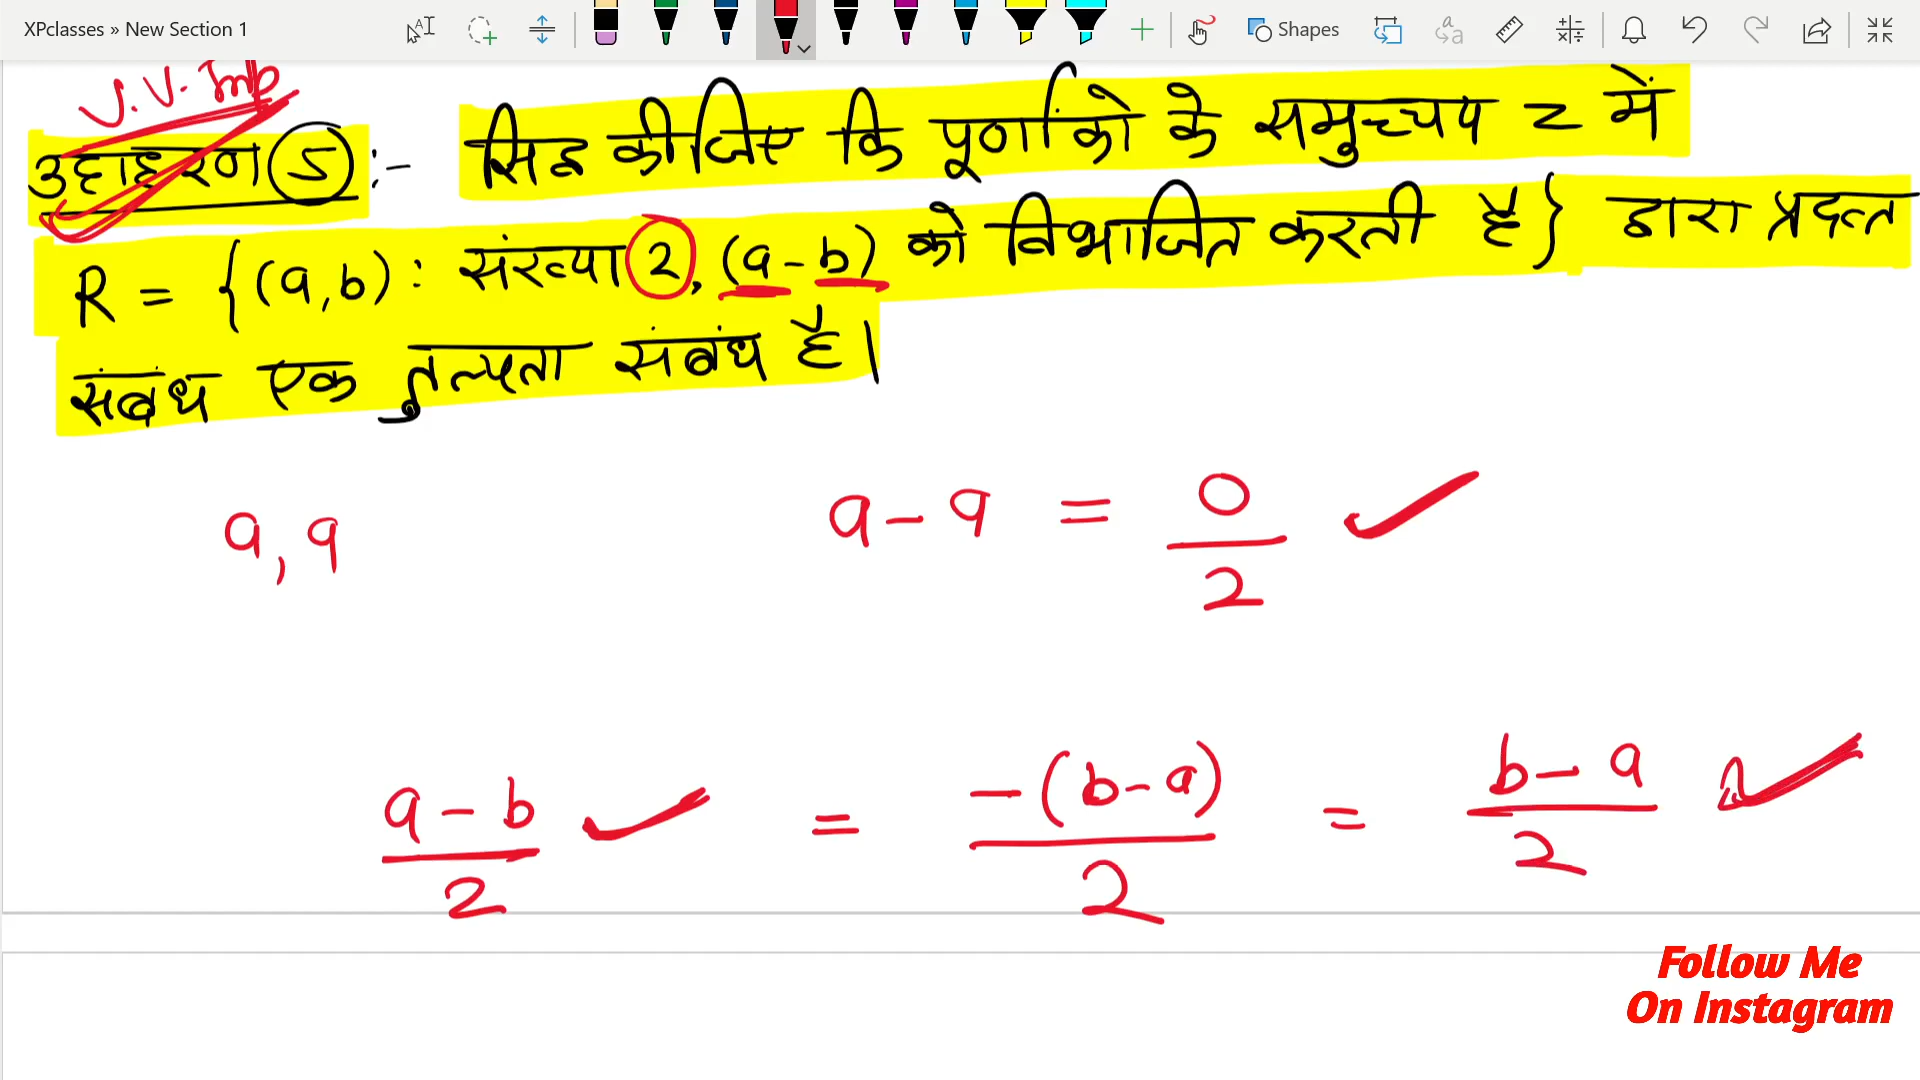 XPclasses » New Section 1
Shapes
V.V. Imp
उदाहरण 5 :- सिद्ध कीजिए कि पूर्णांकों के समुच्चय Z में
R = {(a,b) : संख्या 2, (a-b) को विभाजित करती है} द्वारा प्रदत्त
संबंध एक तुल्यता संबंध है।
a, a a - a = 0/2 ✓
a - b / 2 ✓ = -(b-a) / 2 = b - a / 2 ✓
Follow Me
On Instagram